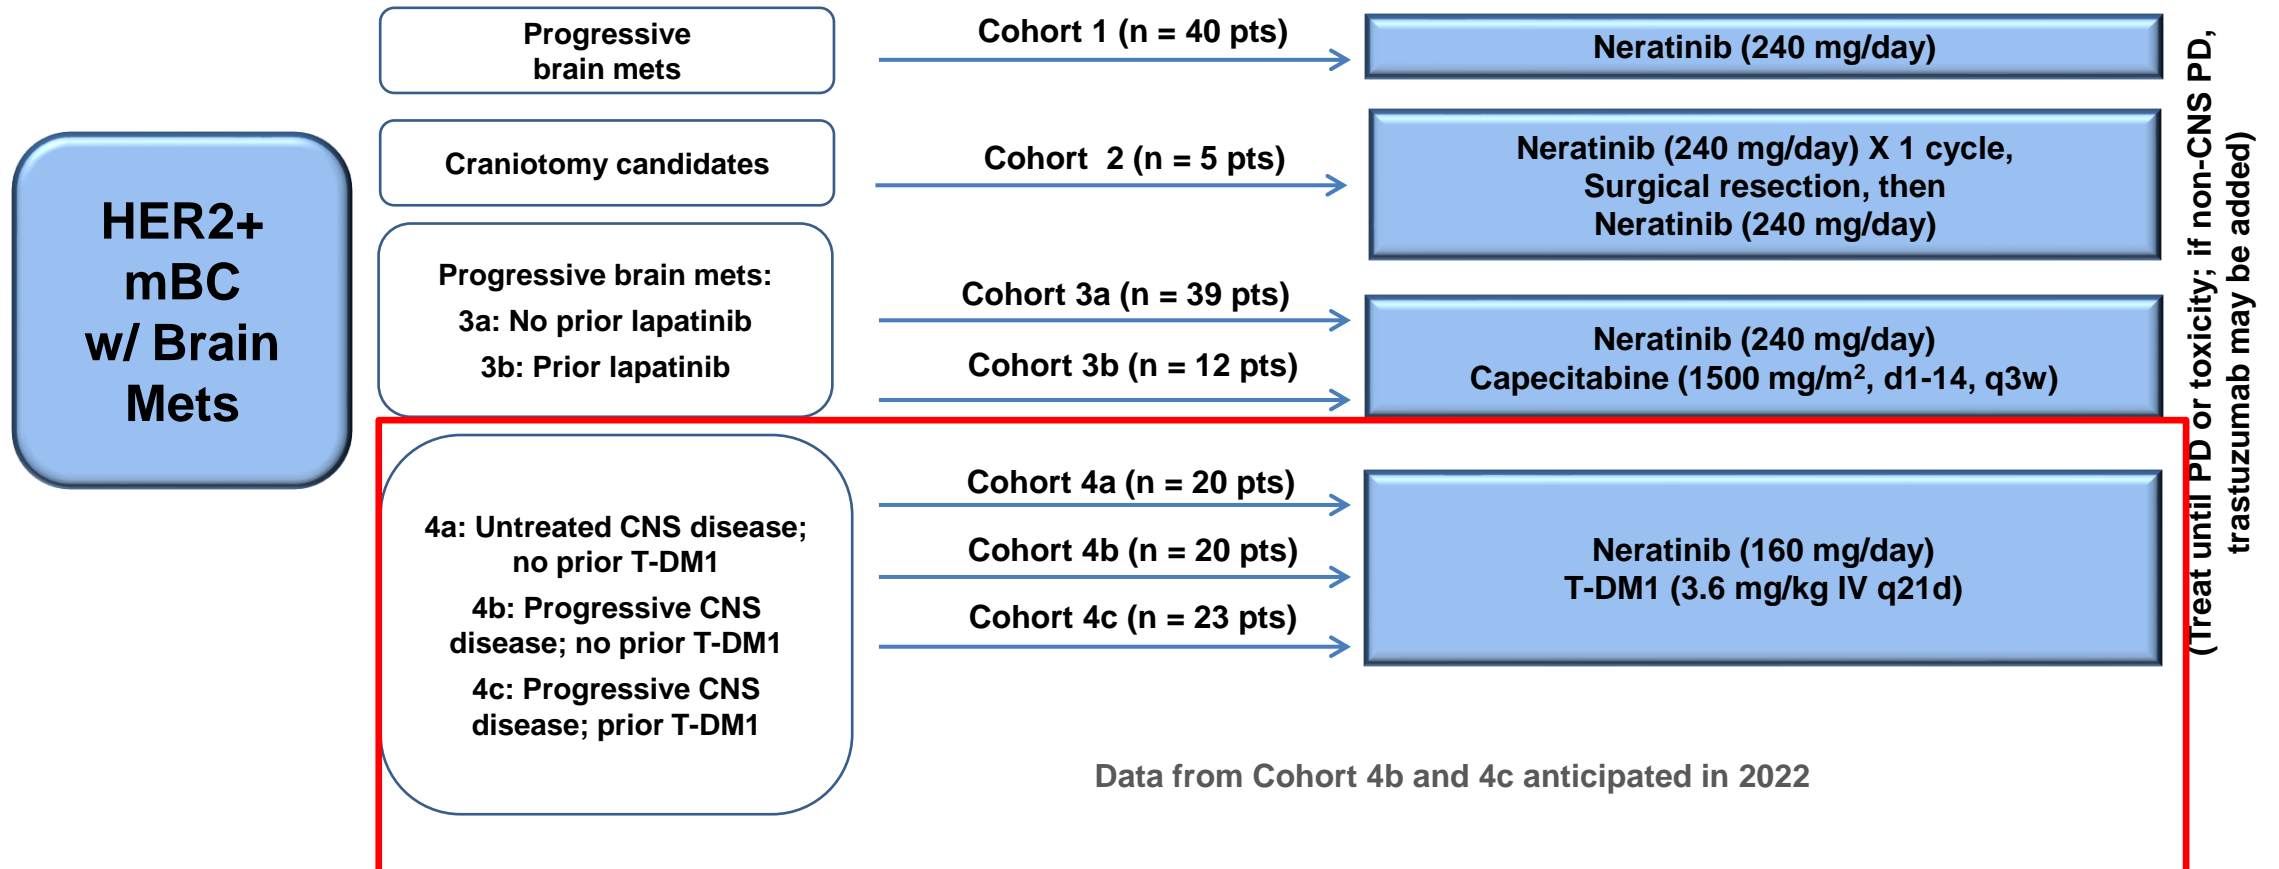 HER2+
mBC
w/ Brain
Mets
Progressive
brain mets
Cohort 1 (n = 40 pts)
Neratinib (240 mg/day)
Craniotomy candidates
Cohort  2 (n = 5 pts)
Neratinib (240 mg/day) X 1 cycle,
Surgical resection, then
Neratinib (240 mg/day)
Progressive brain mets:
3a: No prior lapatinib
3b: Prior lapatinib
Cohort 3a (n = 39 pts)
Cohort 3b (n = 12 pts)
Neratinib (240 mg/day)
Capecitabine (1500 mg/m², d1-14, q3w)
4a: Untreated CNS disease;
no prior T-DM1
4b: Progressive CNS
disease; no prior T-DM1
4c: Progressive CNS
disease; prior T-DM1
Cohort 4a (n = 20 pts)
Cohort 4b (n = 20 pts)
Cohort 4c (n = 23 pts)
Neratinib (160 mg/day)
T-DM1 (3.6 mg/kg IV q21d)
Data from Cohort 4b and 4c anticipated in 2022
(Treat until PD or toxicity; if non-CNS PD,
trastuzumab may be added)